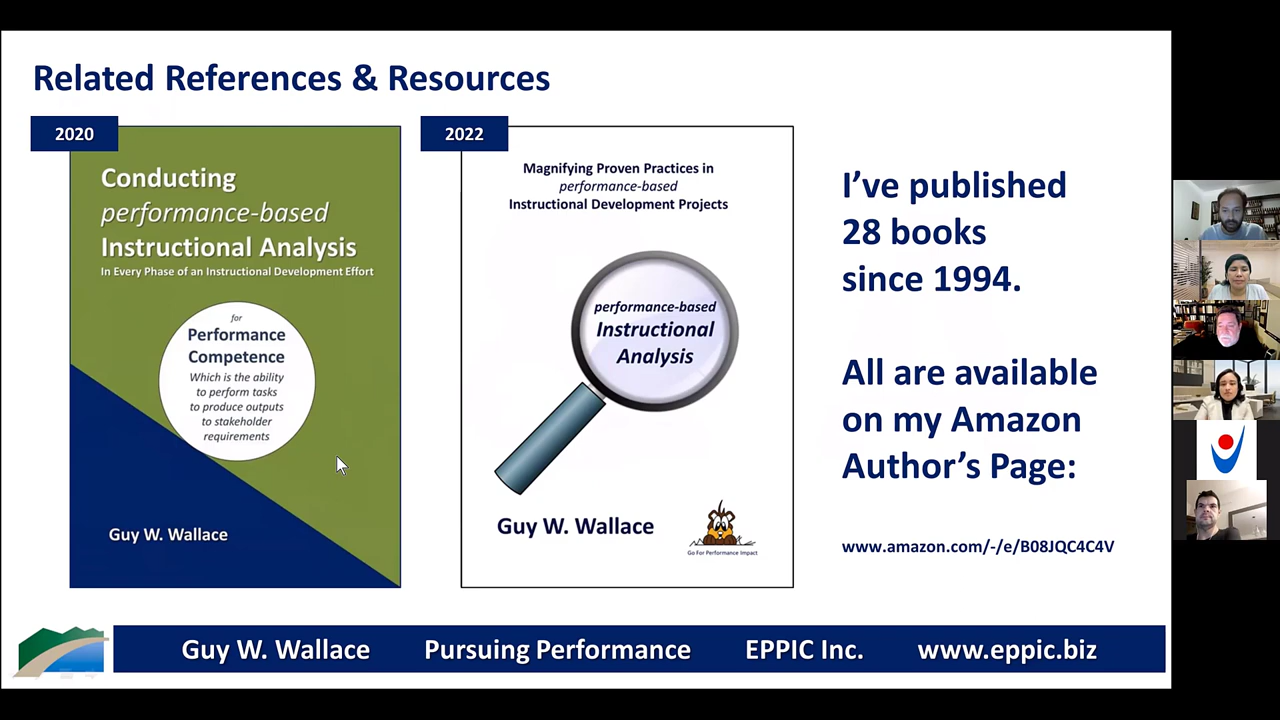 Related References & Resources
2020
Conducting
performance-based
Instructional Analysis
In Every Phase of an Instructional Development Effort
for
Performance
Competence
Which is the ability
to perform tasks
to produce outputs
to stakeholder
requirements
Guy W. Wallace
2022
Magnifying Proven Practices in
performance-based
Instructional Development Projects
performance-based
Instructional
Analysis
Guy W. Wallace
Go For Performance Impact
I’ve published
28 books
since 1994.
All are available
on my Amazon
Author’s Page:
www.amazon.com/-/e/B08JQC4C4V
Guy W. Wallace Pursuing Performance EPPIC Inc. www.eppic.biz